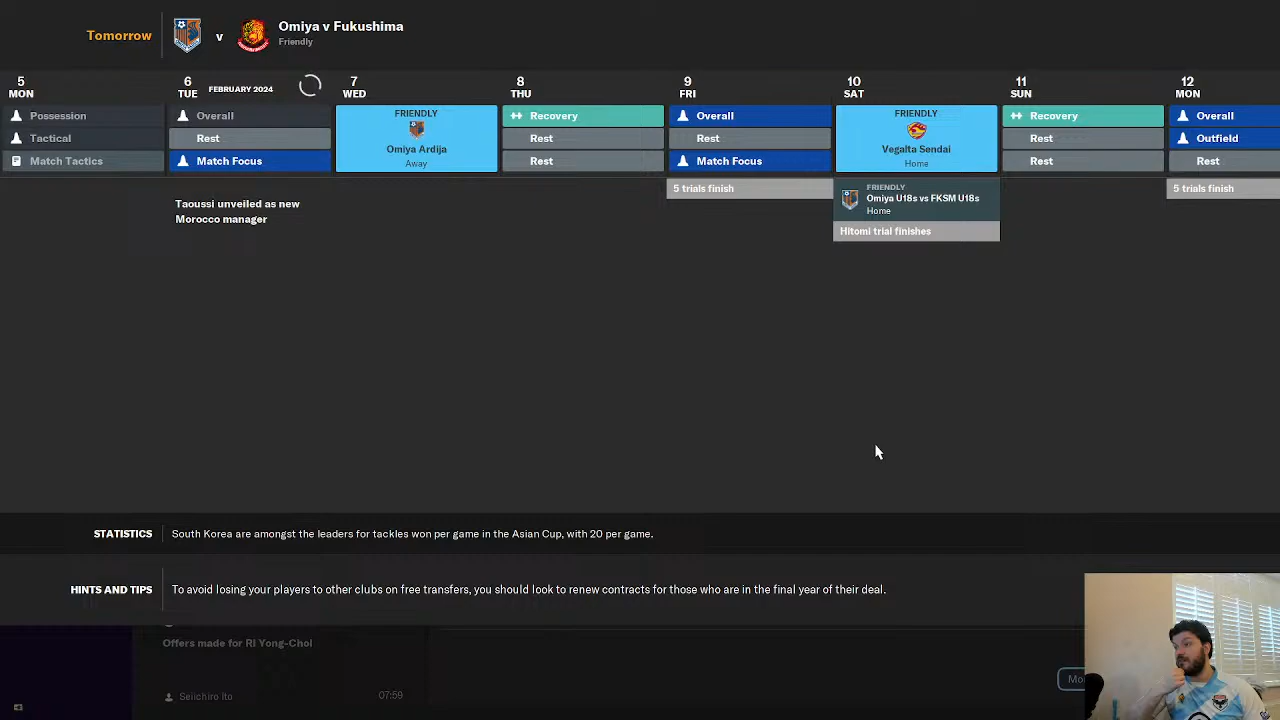 Tomorrow
v
Omiya v Fukushima
Friendly
5
MON
6
TUE
FEBRUARY 2024
7
WED
8
THU
9
FRI
10
SAT
11
SUN
12
MON
Possession
Tactical
Match Tactics
Overall
Rest
Match Focus
Taoussi unveiled as new
Morocco manager
FRIENDLY
Omiya Ardija
Away
Recovery
Rest
Rest
Overall
Rest
Match Focus
5 trials finish
FRIENDLY
Vegalta Sendai
Home
FRIENDLY
Omiya U18s vs FKSM U18s
Home
Hitomi trial finishes
Recovery
Rest
Rest
Overall
Outfield
Rest
5 trials finish
STATISTICS
South Korea are amongst the leaders for tackles won per game in the Asian Cup, with 20 per game.
HINTS AND TIPS
To avoid losing your players to other clubs on free transfers, you should look to renew contracts for those who are in the final year of their deal.
Offers made for Ri Yong-Chol
Seiichiro Ito
07:59